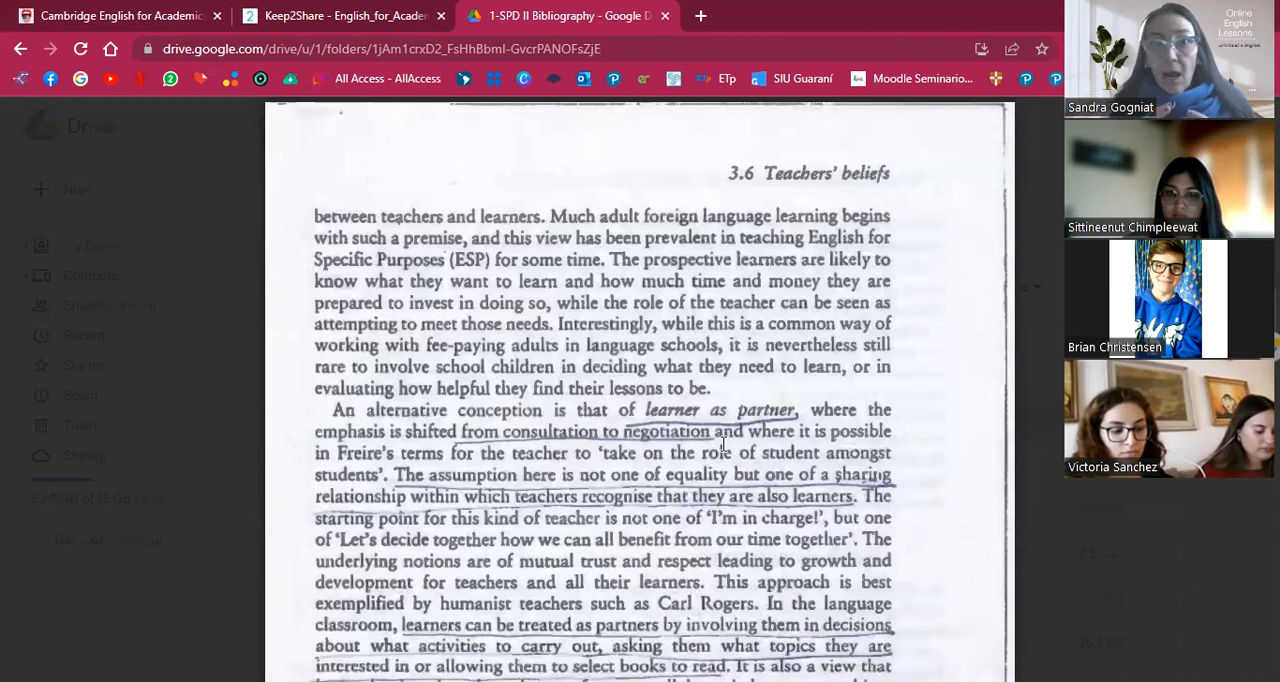 Cambridge English for Academics
Keep2Share - English_for_Acader
1-SPD II Bibliography - Google D
drive.google.com/drive/u/1/folders/1jAm1crxD2_FsHhBbmI-GvcrPANOFsZjE
All Access - AllAccess
ETp
SIU Guaraní
Moodle Seminario...
Drive
New
My Drive
Recent
Spam
Trash
Online
English
Lessons
Sandra Gogniat
Sittineenut Chimpleewat
Brian Christensen
Victoria Sanchez
3.6 Teachers' beliefs
between teachers and learners. Much adult foreign language learning begins
with such a premise, and this view has been prevalent in teaching English for
Specific Purposes (ESP) for some time. The prospective learners are likely to
know what they want to learn and how much time and money they are
prepared to invest in doing so, while the role of the teacher can be seen as
attempting to meet those needs. Interestingly, while this is a common way of
working with fee-paying adults in language schools, it is nevertheless still
rare to involve school children in deciding what they need to learn, or in
evaluating how helpful they find their lessons to be.
An alternative conception is that of learner as partner, where the
emphasis is shifted from consultation to negotiation and where it is possible
in Freire's terms for the teacher to 'take on the role of student amongst
students'. The assumption here is not one of equality but one of a sharing
relationship within which teachers recognise that they are also learners. The
starting point for this kind of teacher is not one of 'I'm in charge!', but one
of 'Let's decide together how we can all benefit from our time together'. The
underlying notions are of mutual trust and respect leading to growth and
development for teachers and all their learners. This approach is best
exemplified by humanist teachers such as Carl Rogers. In the language
classroom, learners can be treated as partners by involving them in decisions
about what activities to carry out, asking them what topics they are
interested in or allowing them to select books to read. It is also a view that